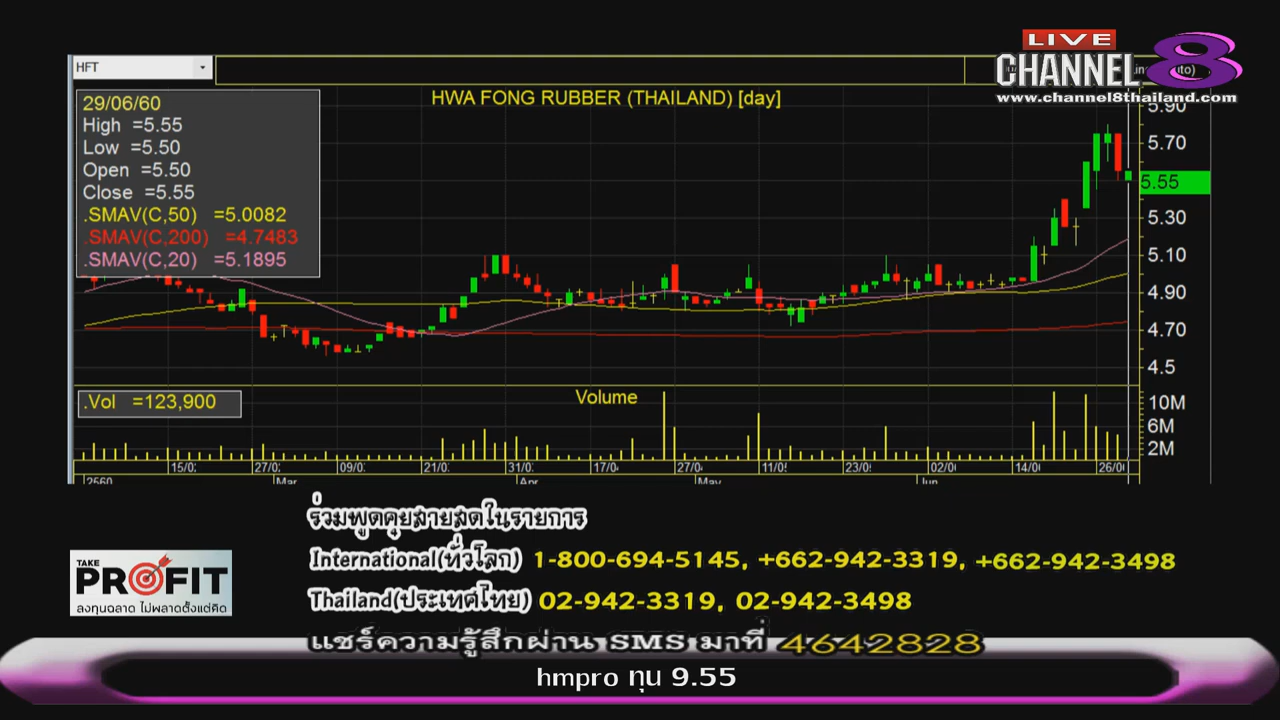 LIVE
CHANNEL 8
www.channel8thailand.com
HFT
HWA FONG RUBBER (THAILAND) [day]
29/06/60
High =5.55
Low =5.50
Open =5.50
Close =5.55
.SMAV(C,50) =5.0082
.SMAV(C,200) =4.7483
.SMAV(C,20) =5.1895
5.90
5.70
5.55
5.30
5.10
4.90
4.70
4.5
.Vol =123,900
Volume
10M
6M
2M
15/0 27/0 09/0 21/0 31/0 17/0 27/0 11/0 23/0 02/0 14/0 26/0
2560 Mar Apr May Jun
ร่วมพูดคุยสายสดในรายการ
International(ทั่วโลก) 1-800-694-5145, +662-942-3319, +662-942-3498
Thailand(ประเทศไทย) 02-942-3319, 02-942-3498
TAKE
PROFIT
ลงทุนฉลาด ไม่พลาดตั้งแต่คิด
แชร์ความรู้สึกผ่าน SMS มาที่ 4642828
hmpro ทุน 9.55